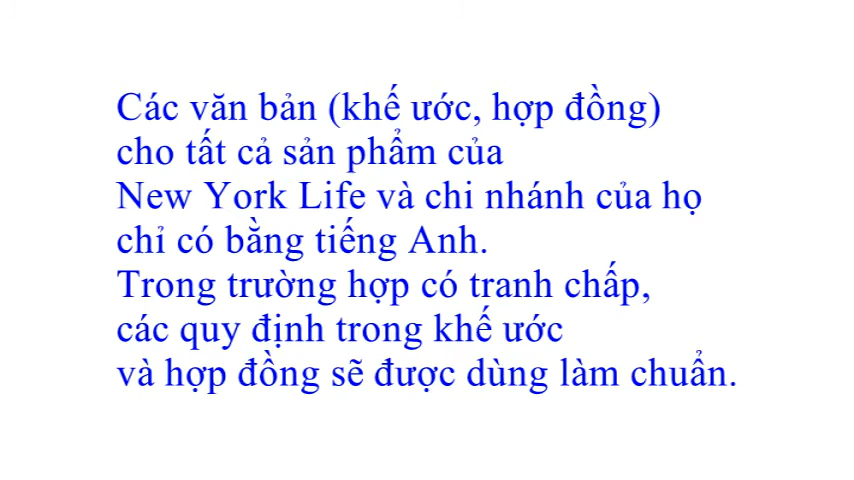 Các văn bản (khế ước, hợp đồng)
cho tất cả sản phẩm của
New York Life và chi nhánh của họ
chỉ có bằng tiếng Anh.
Trong trường hợp có tranh chấp,
các quy định trong khế ước
và hợp đồng sẽ được dùng làm chuẩn.